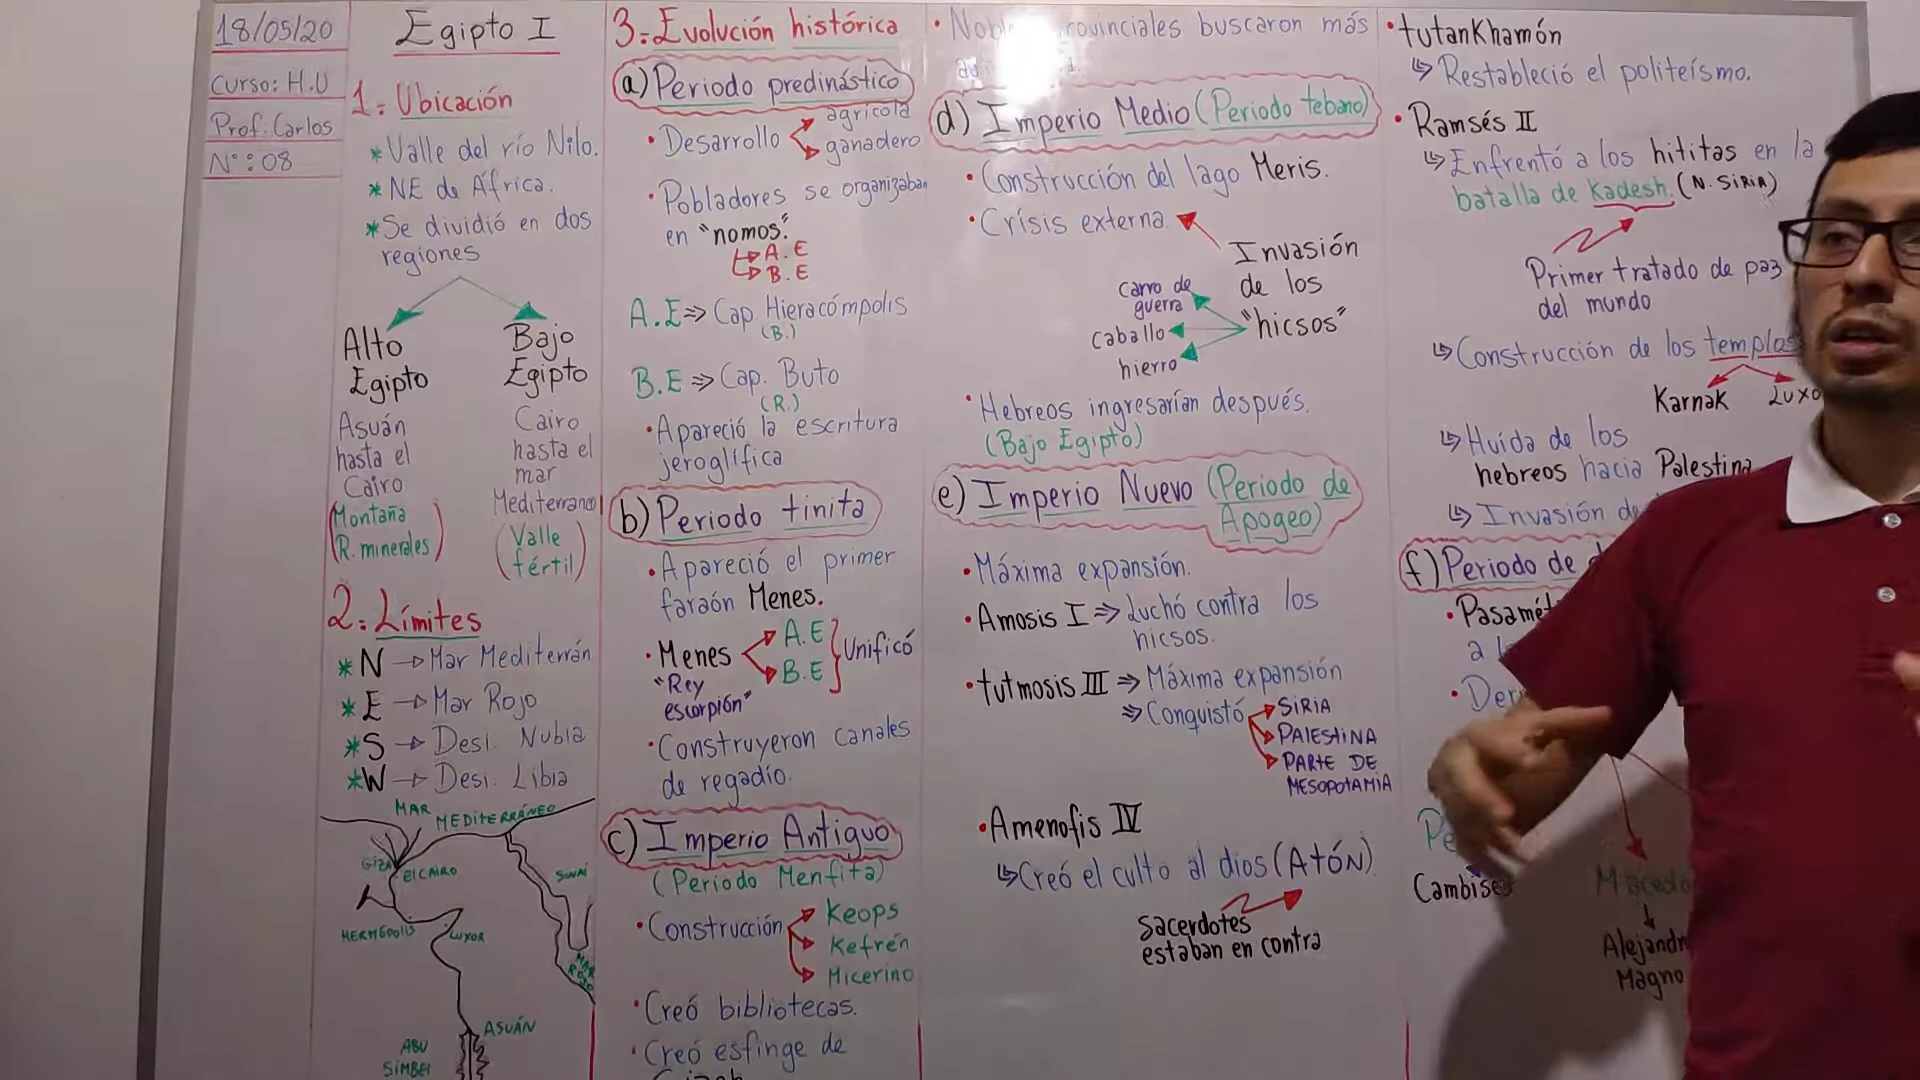 18/05/20
Curso: H.U
Prof: Carlos
N°: 08
Egipto I
1. Ubicación
* Valle del río Nilo.
* NE de África.
* Se dividió en dos
regiones
Alto
Egipto
Asuán
hasta el
Cairo
(Montaña
R. minerales)
Bajo
Egipto
Cairo
hasta el
mar
Mediterraneo
(Valle
fértil)
2. Límites
* N → Mar Mediterrán
* E → Mar Rojo
* S → Desi. Nubia
* W → Desi. Libia
MAR MEDITERRÁNEO
GIZA
El CAIRO
SINAÍ
HERMÓPOLIS
LUXOR
MAR
ROJO
ASUÁN
ABU
SIMBEl
3. Evolución histórica
a) Periodo predinástico
• Desarrollo
agrícola
ganadero
• Pobladores se organizaban
en "nomos."
A.E
B.E
A.E ⇒ Cap Hieracómpolis
(B.)
B.E ⇒ Cap. Buto
(R.)
• Apareció la escritura
jeroglífica
b) Periodo tinita
• Apareció el primer
faraón Menes.
• Menes
A.E
B.E
Unificó
"Rey
escorpión"
• Construyeron canales
de regadío.
c) Imperio Antiguo
(Periodo Menfita)
• Construcción
Keops
Kefrén
Micerino
• Creó bibliotecas.
• Creó esfinge de
• provinciales buscaron más
d) Imperio Medio (Periodo tebano)
• Construcción del lago Meris.
• Crísis externa.
Invasión
de los
"hicsos"
carro de
guerra
caballo
hierro
• Hebreos ingresarían después.
(Bajo Egipto)
e) Imperio Nuevo (Periodo de
Apogeo)
• Máxima expansión.
• Amosis I ⇒ Luchó contra los
hicsos.
• tutmosis III ⇒ Máxima expansión
⇒ Conquistó
SIRIA
PALESTINA
PARTE DE
MESOPOTAMIA
• Amenofis IV
↳ Creó el culto al dios (AtÓN)
sacerdotes
estaban en contra
• tutanKhamón
↳ Restableció el politeísmo.
• Ramsés II
↳ Enfrentó a los hititas en la
batalla de Kadesh. (N. SIRIA)
Primer tratado de paz
del mundo
↳ Construcción de los templos
Karnak
↳ Huida de los
hebreos hacia Palestina
↳ Invasión de
f) Periodo de
Cambises
Magno